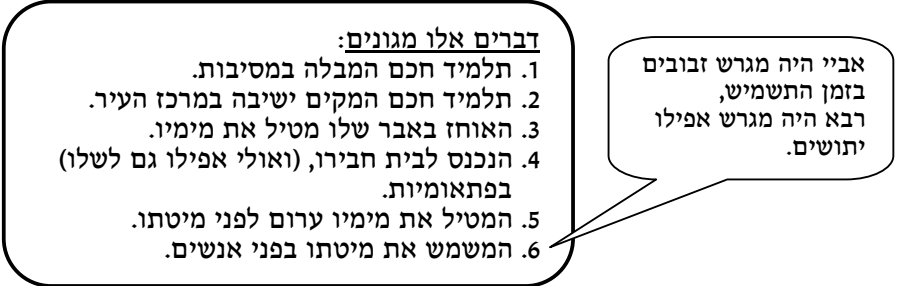 דברים אלו מגונים:
1. תלמיד חכם המבלה במסיבות.
2. תלמיד חכם המקים ישיבה במרכז העיר.
3. האוחז באבר שלו מטיל את מימיו.
4. הנכנס לבית חבירו, (ואולי אפילו גם לשלו)
בפתאומיות.
5. המטיל את מימיו ערום לפני מיטתו.
6. המשמש את מיטתו בפני אנשים.
אביי היה מגרש זבובים
בזמן התשמיש,
רבא היה מגרש אפילו
יתושים.